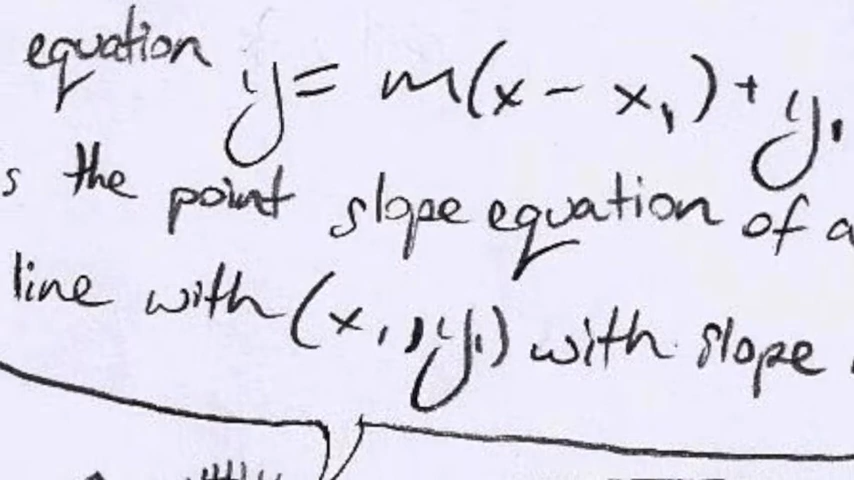 equation y = m(x - x₁) + y₁
s the point slope equation of a
line with (x₁, y₁) with slope